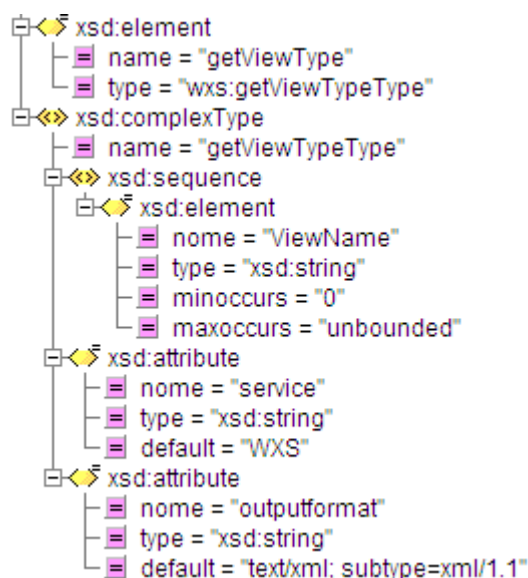 xsd:element
name = "getViewType"
type = "wxs:getViewTypeType"
xsd:complexType
name = "getViewTypeType"
xsd:sequence
xsd:element
nome = "ViewName"
type = "xsd:string"
minoccurs = "0"
maxoccurs = "unbounded"
xsd:attribute
nome = "service"
type = "xsd:string"
default = "WXS"
xsd:attribute
nome = "outputformat"
type = "xsd:string"
default = "text/xml; subtype=xml/1.1"